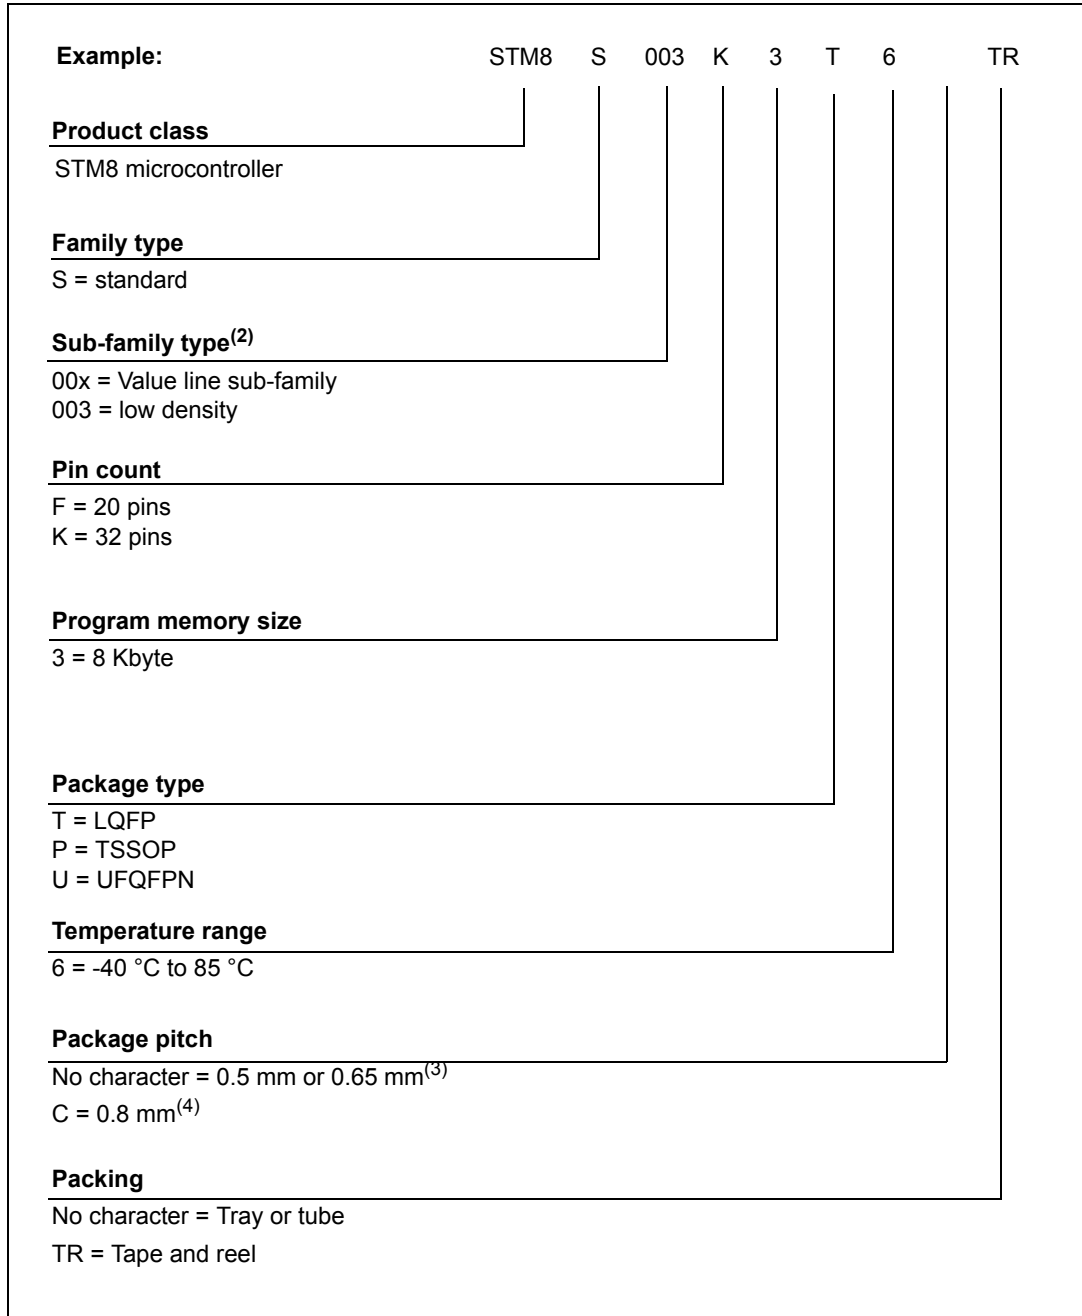 Example: STM8 S 003 K 3 T 6 TR
Product class
STM8 microcontroller
Family type
S = standard
Sub-family type(2)
00x = Value line sub-family
003 = low density
Pin count
F = 20 pins
K = 32 pins
Program memory size
3 = 8 Kbyte
Package type
T = LQFP
P = TSSOP
U = UFQFPN
Temperature range
6 = -40 °C to 85 °C
Package pitch
No character = 0.5 mm or 0.65 mm(3)
C = 0.8 mm(4)
Packing
No character = Tray or tube
TR = Tape and reel